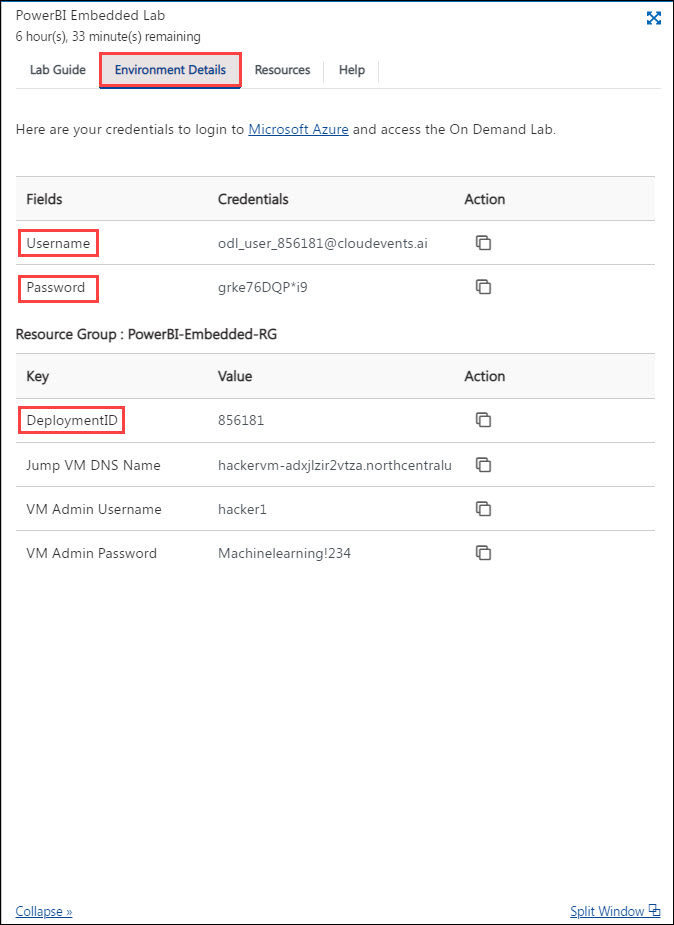 PowerBI Embedded Lab
6 hour(s), 33 minute(s) remaining
Lab Guide Environment Details Resources Help
Here are your credentials to login to Microsoft Azure and access the On Demand Lab.
Fields Credentials Action
Username odl_user_856181@cloudevents.ai
Password grke76DQP*i9
Resource Group : PowerBI-Embedded-RG
Key Value Action
DeploymentID 856181
Jump VM DNS Name hackervm-adxjlzir2vtza.northcentralu
VM Admin Username hacker1
VM Admin Password Machinelearning!234
Collapse » Split Window